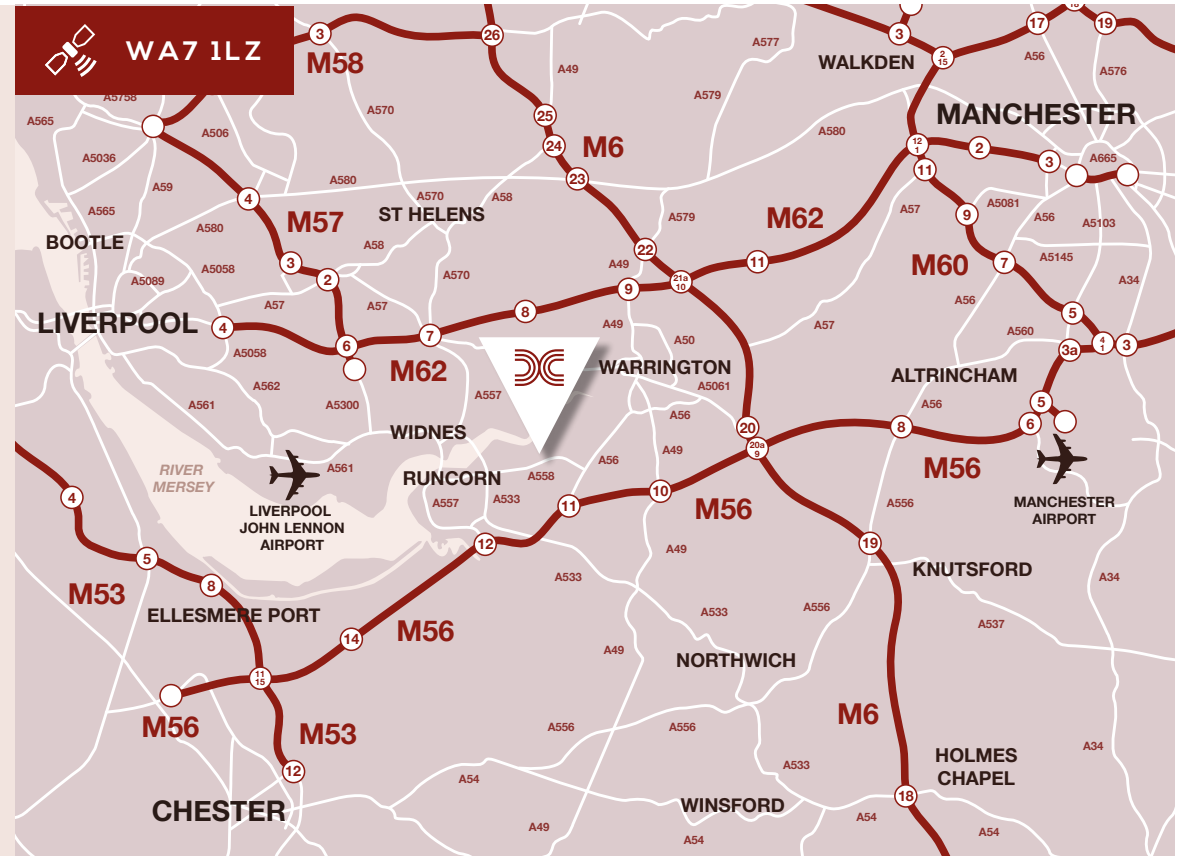 WA7 1LZ
3
M58
26
A577
3
2
15
17
18
19
WALKDEN
A56
A576
A49
A5758
A565
A506
A570
25
A579
MANCHESTER
24
M6
A580
12
1
2
3
A665
A5036
A59
A580
23
11
4
A570
A58
A565
A580
M57
ST HELENS
A579
M62
A57
9
A5081
A56
A5103
BOOTLE
A58
22
3
A5058
A570
A49
11
M60
7
A5145
A5089
2
21a
10
A34
A57
A57
9
A56
LIVERPOOL
4
8
A49
A57
5
A560
7
A50
6
A5058
4
1
3
3a
M62
WARRINGTON
ALTRINCHAM
A562
A5061
A561
A5300
A557
A56
5
A56
WIDNES
20
8
6
20a
9
A49
RIVER
MERSEY
A561
A56
M56
RUNCORN
A558
4
LIVERPOOL
JOHN LENNON
AIRPORT
A557
A533
11
10
M56
A556
MANCHESTER
AIRPORT
12
19
5
A49
KNUTSFORD
M53
8
A533
A34
ELLESMERE PORT
A533
A556
A537
M56
14
A49
NORTHWICH
11
15
M56
M53
A556
A556
M6
A34
12
A54
A533
HOLMES
CHAPEL
CHESTER
WINSFORD
18
A49
A54
A54
A54